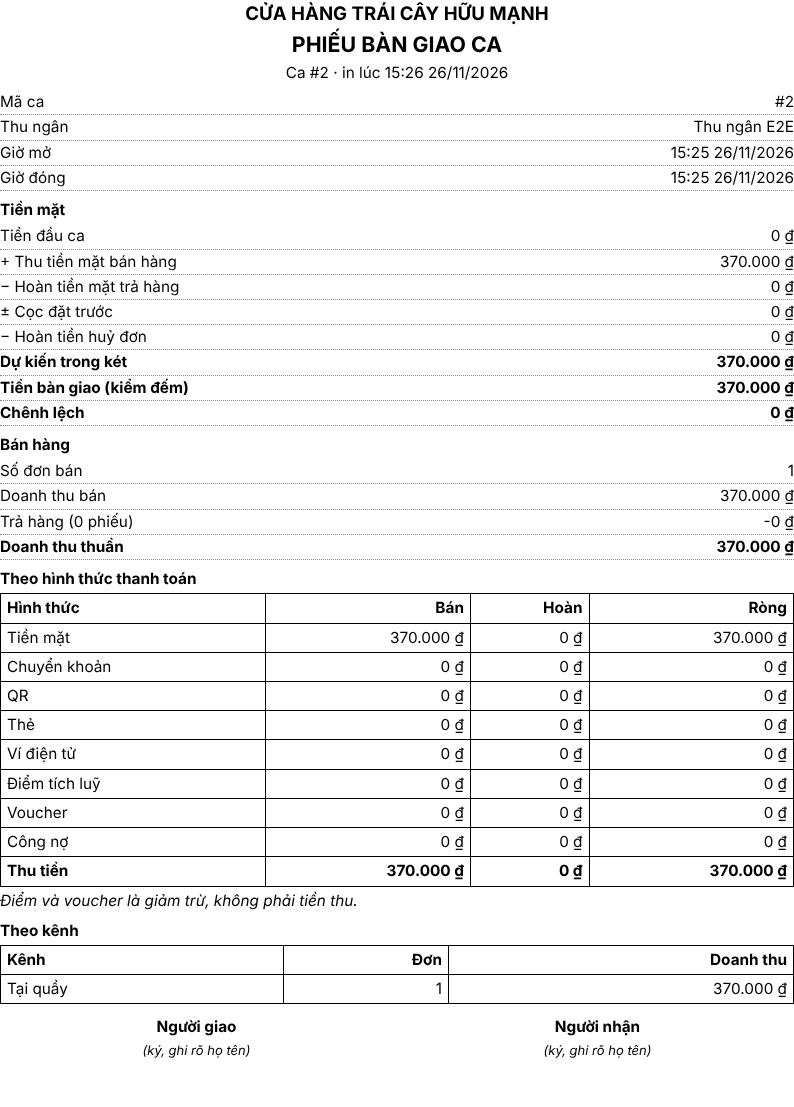 CỬA HÀNG TRÁI CÂY HỮU MẠNH
PHIẾU BÀN GIAO CA
Ca #2 · in lúc 15:26 26/11/2026
Mã ca #2
Thu ngân Thu ngân E2E
Giờ mở 15:25 26/11/2026
Giờ đóng 15:25 26/11/2026
Tiền mặt
Tiền đầu ca 0 ₫
+ Thu tiền mặt bán hàng 370.000 ₫
− Hoàn tiền mặt trả hàng 0 ₫
± Cọc đặt trước 0 ₫
− Hoàn tiền huỷ đơn 0 ₫
Dự kiến trong két 370.000 ₫
Tiền bàn giao (kiểm đếm) 370.000 ₫
Chênh lệch 0 ₫
Bán hàng
Số đơn bán 1
Doanh thu bán 370.000 ₫
Trả hàng (0 phiếu) -0 ₫
Doanh thu thuần 370.000 ₫
Theo hình thức thanh toán
Hình thức Bán Hoàn Ròng
Tiền mặt 370.000 ₫ 0 ₫ 370.000 ₫
Chuyển khoản 0 ₫ 0 ₫ 0 ₫
QR 0 ₫ 0 ₫ 0 ₫
Thẻ 0 ₫ 0 ₫ 0 ₫
Ví điện tử 0 ₫ 0 ₫ 0 ₫
Điểm tích luỹ 0 ₫ 0 ₫ 0 ₫
Voucher 0 ₫ 0 ₫ 0 ₫
Công nợ 0 ₫ 0 ₫ 0 ₫
Thu tiền 370.000 ₫ 0 ₫ 370.000 ₫
Điểm và voucher là giảm trừ, không phải tiền thu.
Theo kênh
Kênh Đơn Doanh thu
Tại quầy 1 370.000 ₫
Người giao Người nhận
(ký, ghi rõ họ tên) (ký, ghi rõ họ tên)